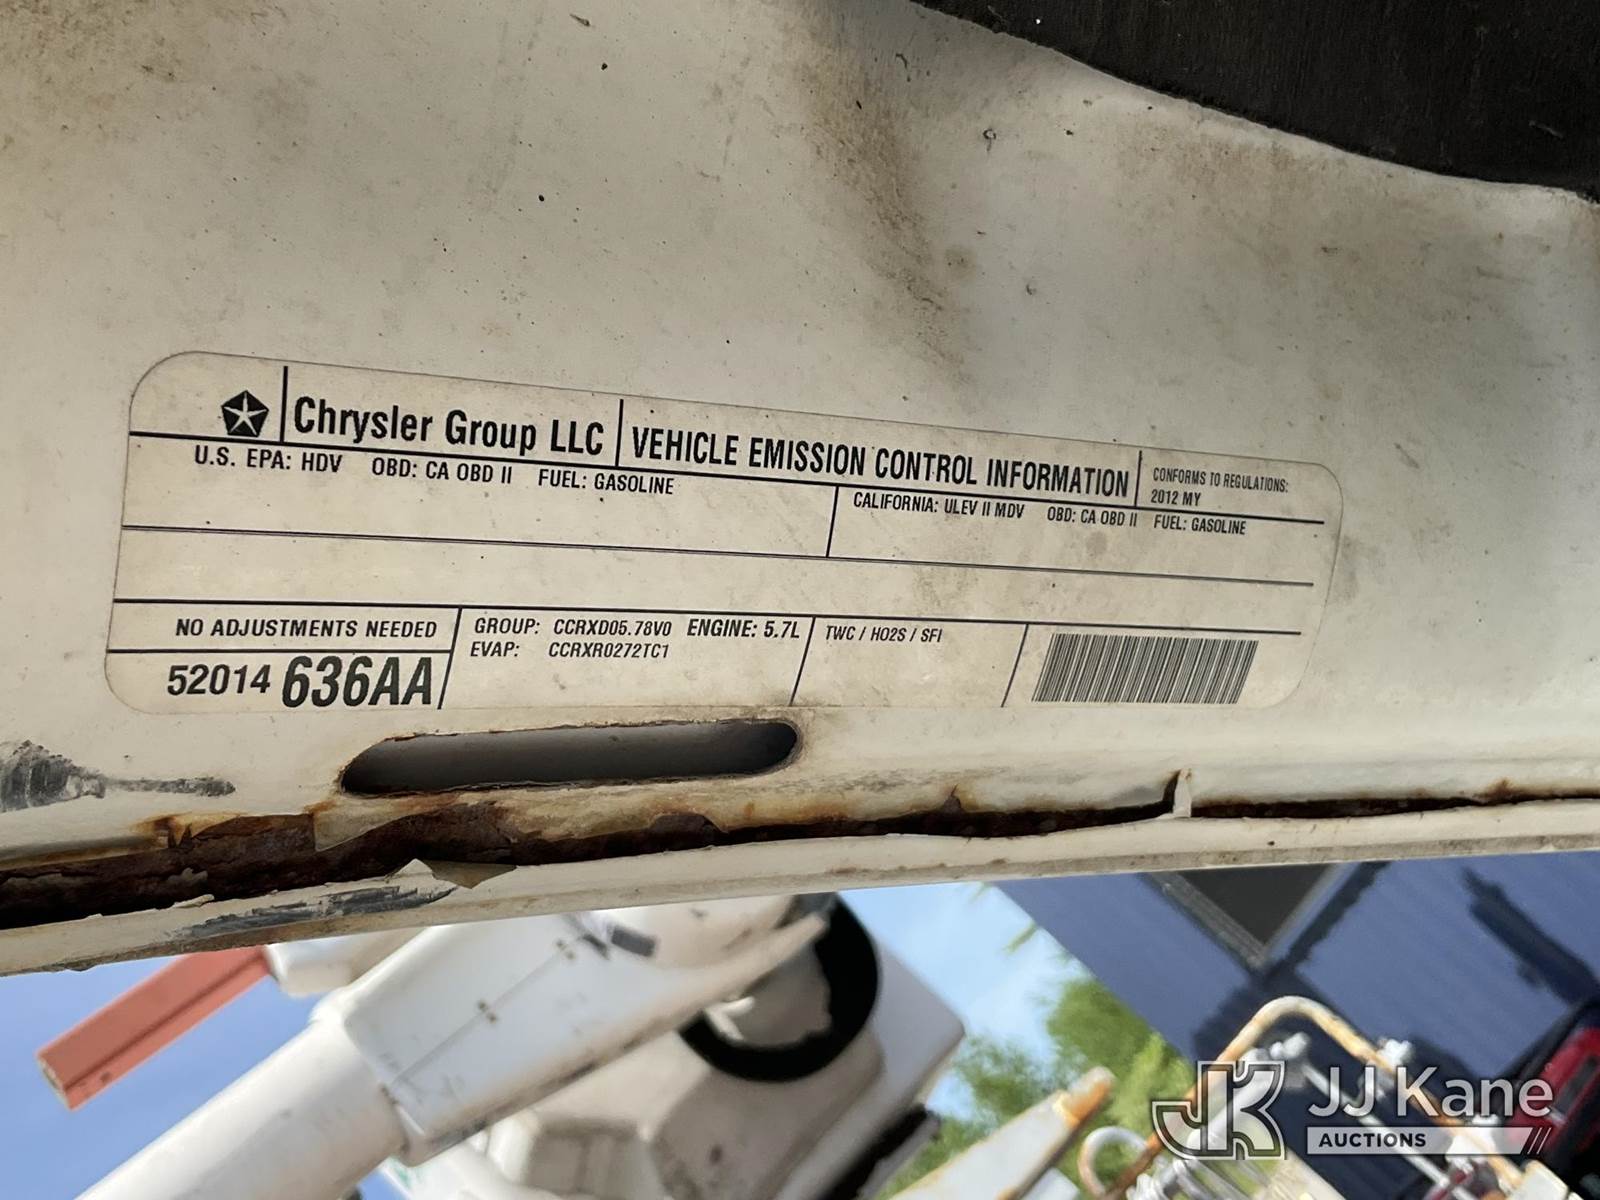 Chrysler Group LLC
VEHICLE EMISSION CONTROL INFORMATION
CONFORMS TO REGULATIONS:
2012 MY
U.S. EPA: HDV OBD: CA OBD II FUEL: GASOLINE
CALIFORNIA: ULEV II MDV OBD: CA OBD II FUEL: GASOLINE
NO ADJUSTMENTS NEEDED
52014 636AA
GROUP: CCRXD05.78V0 ENGINE: 5.7L
EVAP: CCRXR0272TC1
TWC / HO2S / SFI
JK JJ Kane
AUCTIONS